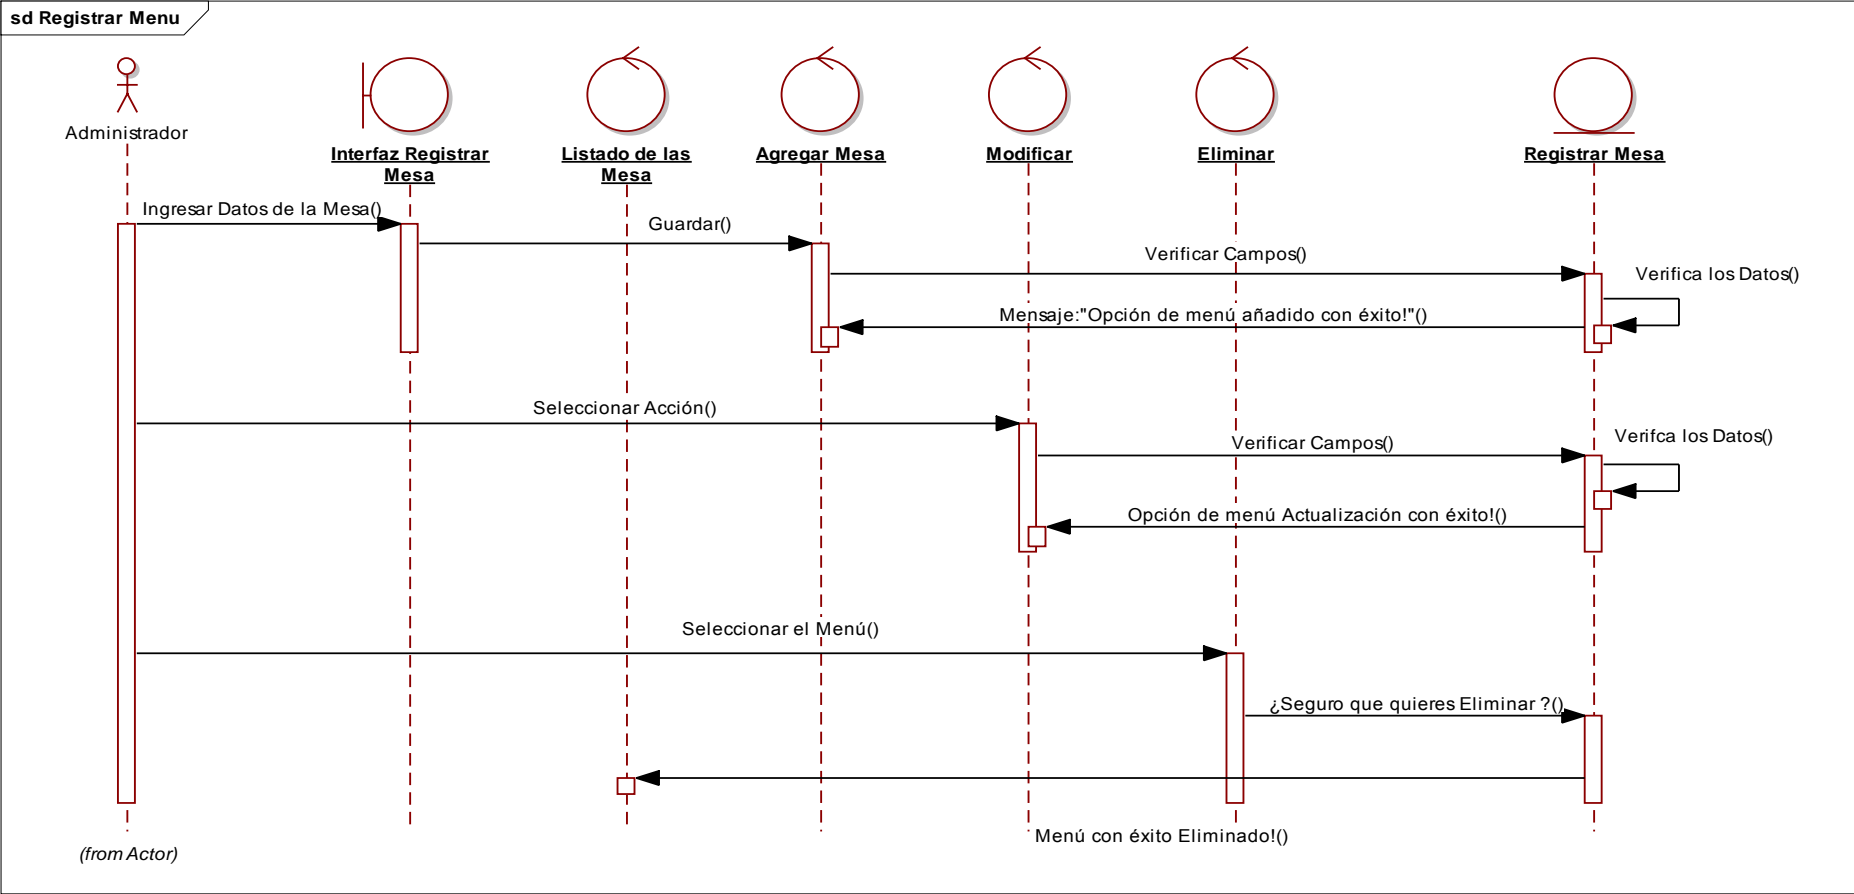 sd Registrar Menu
Administrador
Interfaz Registrar
Mesa
Listado de las
Mesa
Agregar Mesa
Modificar
Eliminar
Registrar Mesa
Ingresar Datos de la Mesa()
Guardar()
Verificar Campos()
Verifica los Datos()
Mensaje:"Opción de menú añadido con éxito!"()
Seleccionar Acción()
Verificar Campos()
Verifca los Datos()
Opción de menú Actualización con éxito!()
Seleccionar el Menú()
¿Seguro que quieres Eliminar ?()
Menú con éxito Eliminado!()
(from Actor)